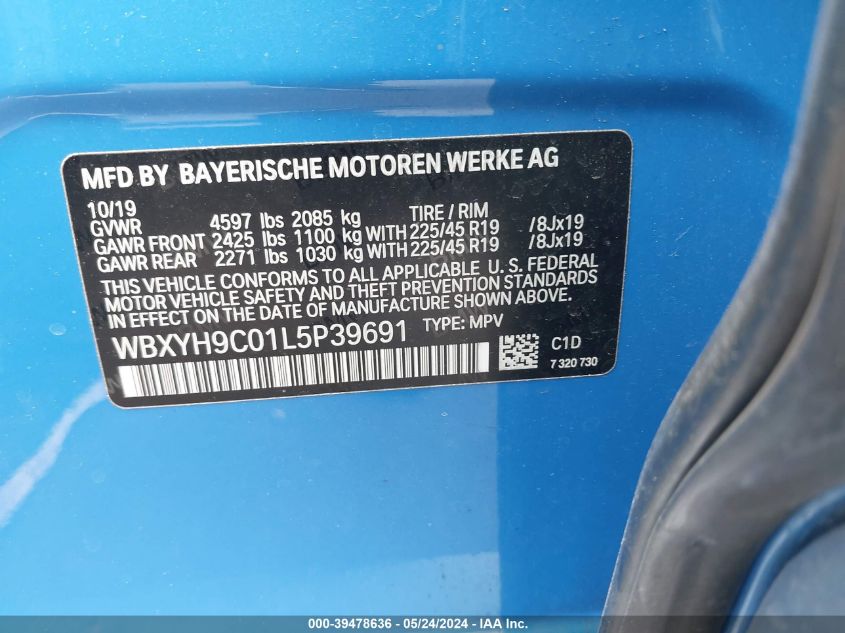 MFD BY BAYERISCHE MOTOREN WERKE AG
10/19
GVWR 4597 lbs 2085 kg TIRE / RIM
GAWR FRONT 2425 lbs 1100 kg WITH 225/45 R19 /8Jx19
GAWR REAR 2271 lbs 1030 kg WITH 225/45 R19 /8Jx19
THIS VEHICLE CONFORMS TO ALL APPLICABLE U. S. FEDERAL
MOTOR VEHICLE SAFETY AND THEFT PREVENTION STANDARDS
IN EFFECT ON THE DATE OF MANUFACTURE SHOWN ABOVE.
WBXYH9C01L5P39691 TYPE: MPV
C1D
7 320 730
000-39478636 - 05/24/2024 - IAA Inc.